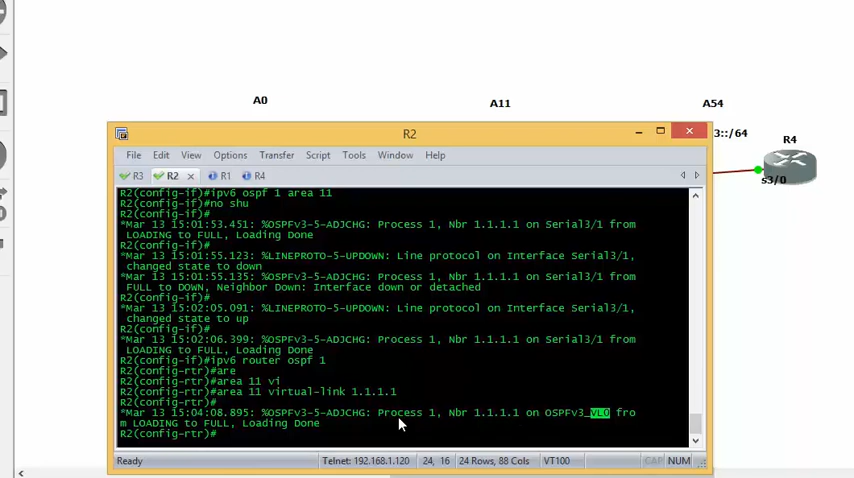 A0
A11
A54
R2
3::/64
R4
s3/0
File Edit View Options Transfer Script Tools Window Help
R3 R2 R1 R4
R2(config-if)#ipv6 ospf 1 area 11
R2(config-if)#no shu
R2(config-if)#
*Mar 13 15:01:53.451: %OSPFv3-5-ADJCHG: Process 1, Nbr 1.1.1.1 on Serial3/1 from
LOADING to FULL, Loading Done
R2(config-if)#
*Mar 13 15:01:55.123: %LINEPROTO-5-UPDOWN: Line protocol on Interface Serial3/1,
changed state to down
*Mar 13 15:01:55.135: %OSPFv3-5-ADJCHG: Process 1, Nbr 1.1.1.1 on Serial3/1 from
FULL to DOWN, Neighbor Down: Interface down or detached
R2(config-if)#
*Mar 13 15:02:05.091: %LINEPROTO-5-UPDOWN: Line protocol on Interface Serial3/1,
changed state to up
R2(config-if)#
*Mar 13 15:02:06.399: %OSPFv3-5-ADJCHG: Process 1, Nbr 1.1.1.1 on Serial3/1 from
LOADING to FULL, Loading Done
R2(config-if)#ipv6 router ospf 1
R2(config-rtr)#are
R2(config-rtr)#area 11 vi
R2(config-rtr)#area 11 virtual-link 1.1.1.1
R2(config-rtr)#
*Mar 13 15:04:08.895: %OSPFv3-5-ADJCHG: Process 1, Nbr 1.1.1.1 on OSPFv3_VL0 fro
m LOADING to FULL, Loading Done
R2(config-rtr)#
Ready Telnet: 192.168.1.120 24, 16 24 Rows, 88 Cols VT100 CAP NUM